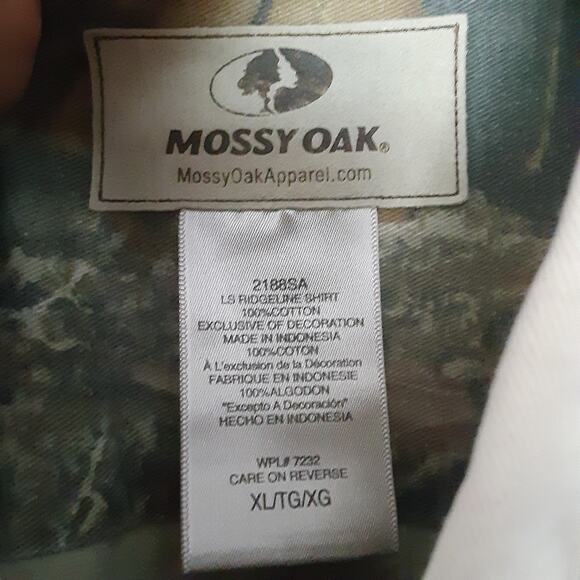 MOSSY OAK®
MossyOakApparel.com
2188SA
LS RIDGELINE SHIRT
100%COTTON
EXCLUSIVE OF DECORATION
MADE IN INDONESIA
100%COTON
À L'exclusion de la Décoration
FABRIQUE EN INDONESIE
100%ALGODON
"Excepto A Decoración"
HECHO EN INDONESIA
WPL# 7232
CARE ON REVERSE
XL/TG/XG